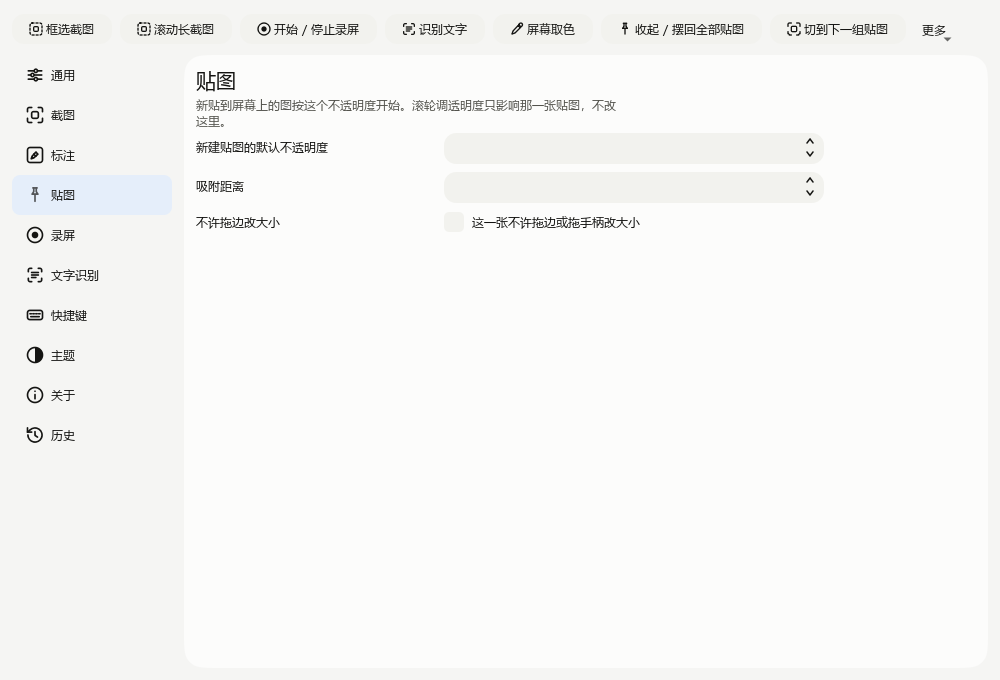 框选截图
滚动长截图
开始 / 停止录屏
识别文字
屏幕取色
收起 / 摆回全部贴图
切到下一组贴图
更多
通用
截图
标注
贴图
录屏
文字识别
快捷键
主题
关于
历史
贴图
新贴到屏幕上的图按这个不透明度开始。滚轮调透明度只影响那一张贴图，不改
这里。
新建贴图的默认不透明度
吸附距离
不许拖边改大小
这一张不许拖边或拖手柄改大小